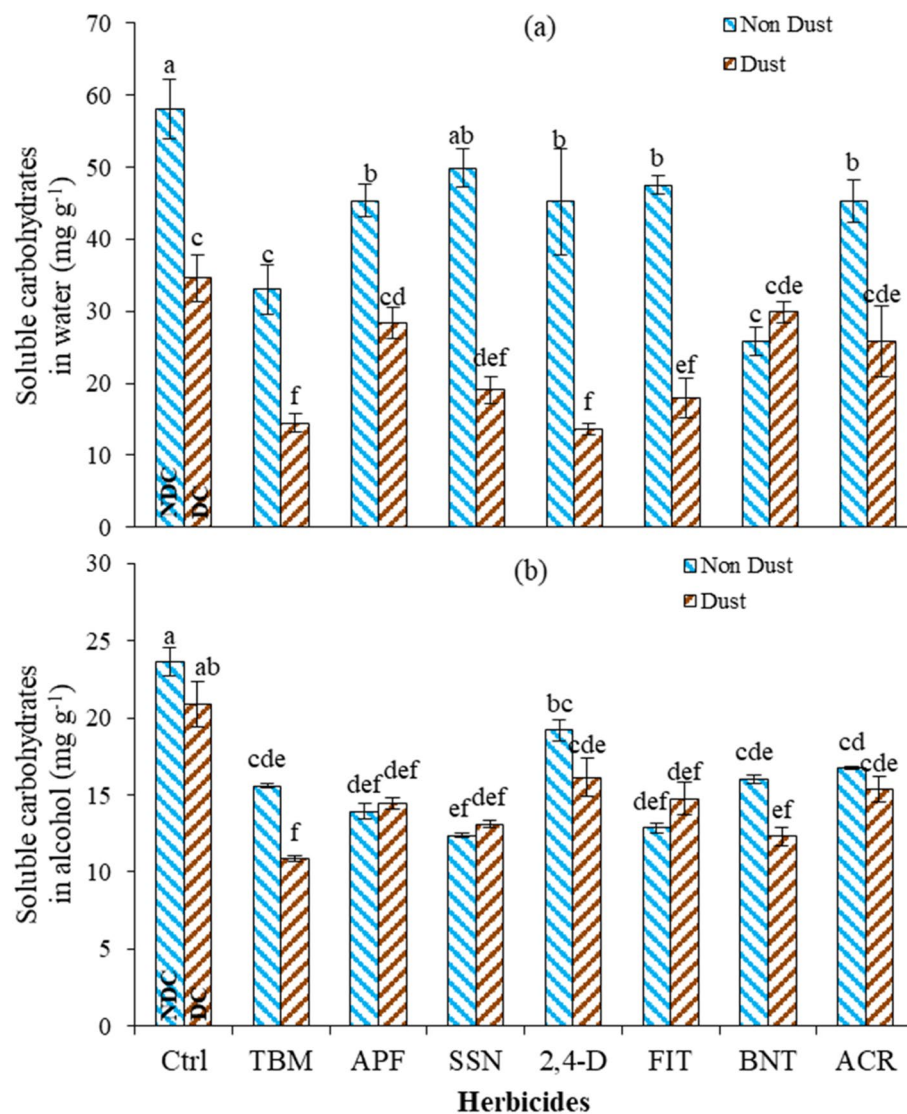 (a)
Non Dust
Dust
Soluble carbohydrates
in water (mg g⁻¹)
70
60
50
40
30
20
10
0
a
c
c
f
b
cd
ab
def
b
f
b
ef
c
cde
b
cde
NDC
DC
(b)
Non Dust
Dust
Soluble carbohydrates
in alcohol (mg g⁻¹)
30
25
20
15
10
5
0
a
ab
cde
f
def
def
ef
def
bc
cde
def
def
cde
ef
cd
cde
NDC
DC
Ctrl TBM APF SSN 2,4-D FIT BNT ACR
Herbicides